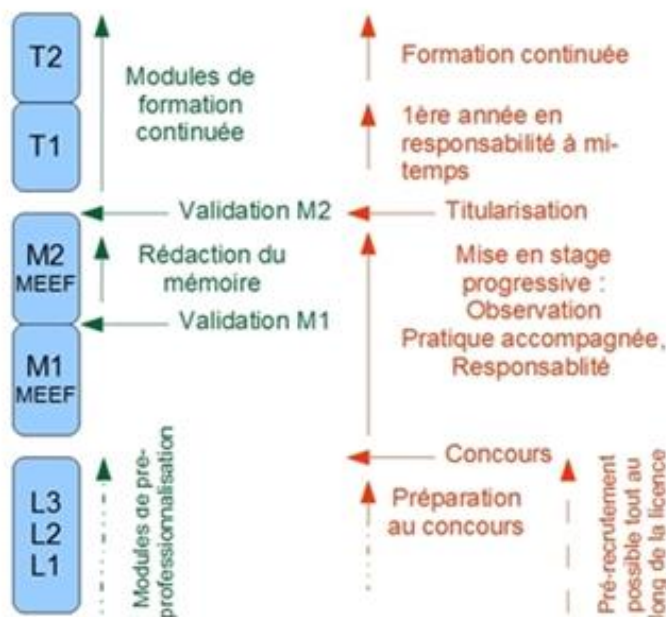 T2
Modules de
formation
continuée
Formation continuée
T1
1ère année en
responsabilité à mi-
temps
Validation M2
Titularisation
M2
MEEF
Rédaction du
mémoire
Mise en stage
progressive :
Observation
Pratique accompagnée,
Responsablité
Validation M1
M1
MEEF
Concours
L3
L2
L1
Modules de pré-
professionnalisation
Préparation
au concours
Pré-recrutement
possible tout au
long de la licence